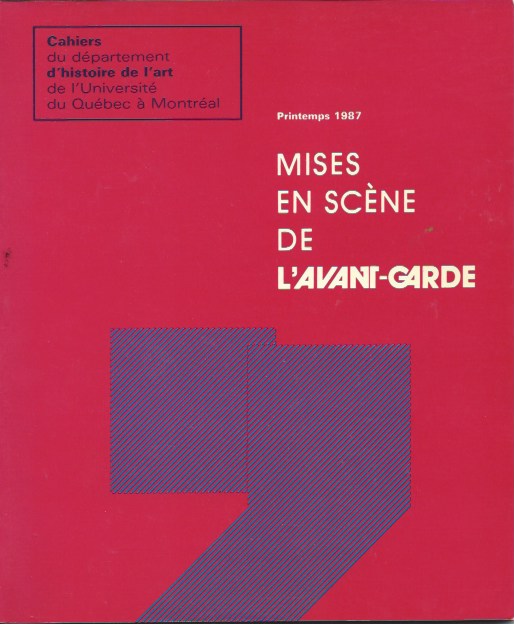 Cahiers
du département
d'histoire de l'art
de l'Université
du Québec à Montréal
Printemps 1987
MISES
EN SCÈNE
DE
L'AVANT-GARDE